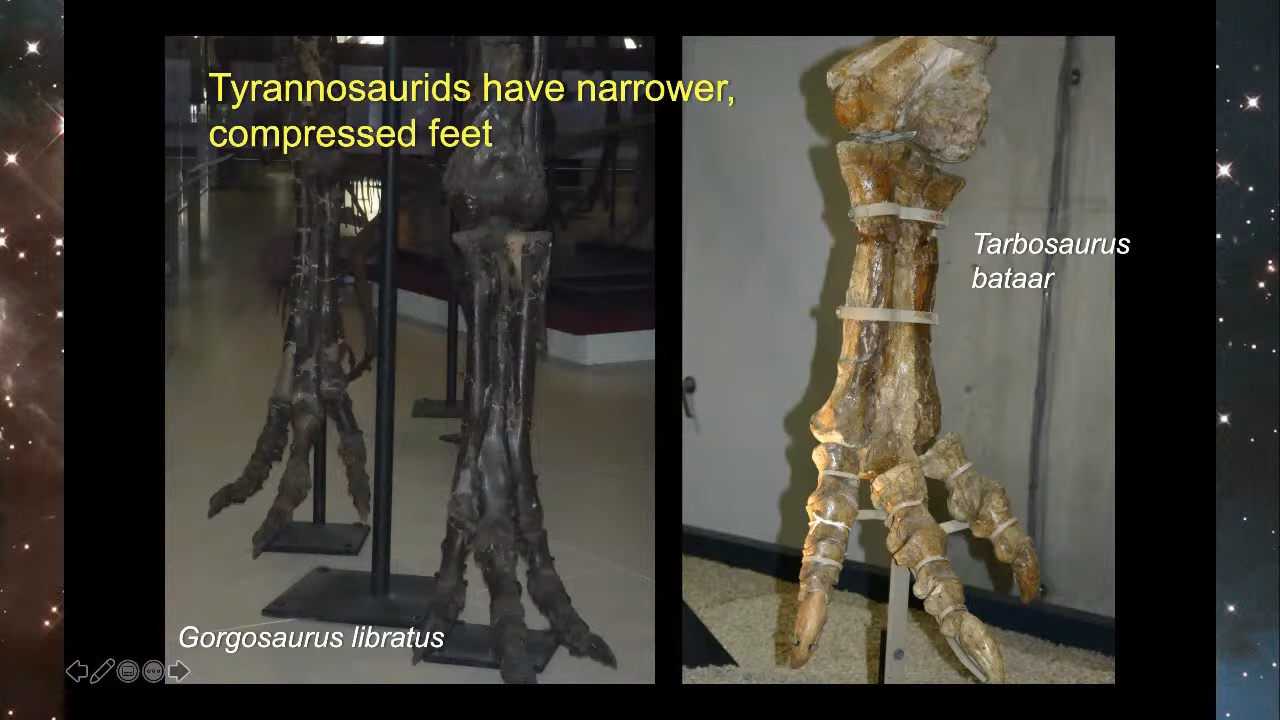 Tyrannosaurids have narrower,
compressed feet
Tarbosaurus
bataar
Gorgosaurus libratus